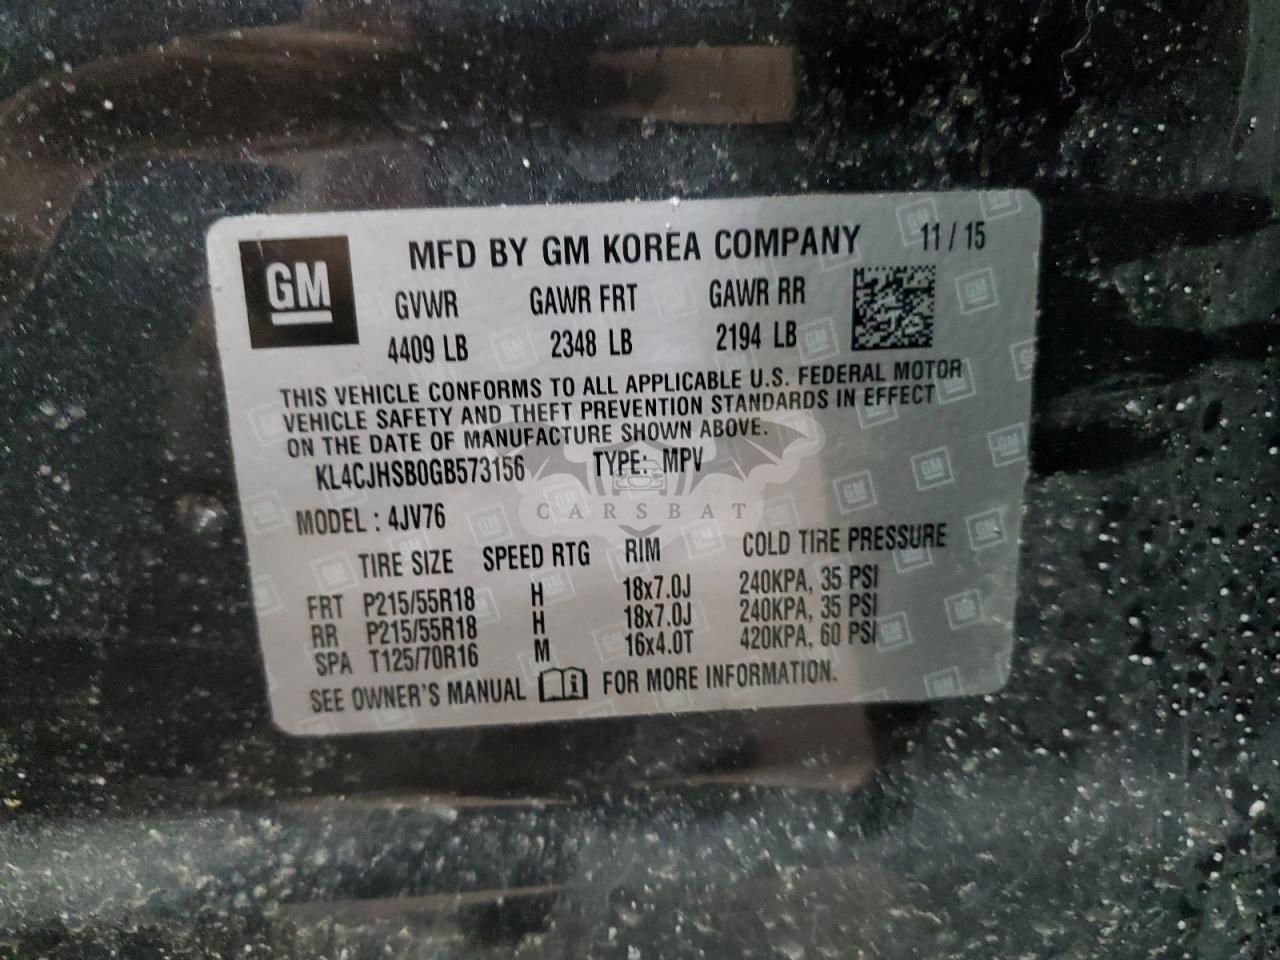 GM
MFD BY GM KOREA COMPANY 11 / 15
GVWR GAWR FRT GAWR RR
4409 LB 2348 LB 2194 LB
THIS VEHICLE CONFORMS TO ALL APPLICABLE U.S. FEDERAL MOTOR
VEHICLE SAFETY AND THEFT PREVENTION STANDARDS IN EFFECT
ON THE DATE OF MANUFACTURE SHOWN ABOVE.
KL4CJHSB0GB573156 TYPE: MPV
CARSBAT
MODEL : 4JV76
TIRE SIZE SPEED RTG RIM COLD TIRE PRESSURE
FRT P215/55R18 H 18x7.0J 240KPA, 35 PSI
RR P215/55R18 H 18x7.0J 240KPA, 35 PSI
SPA T125/70R16 M 16x4.0T 420KPA, 60 PSI
SEE OWNER'S MANUAL FOR MORE INFORMATION.